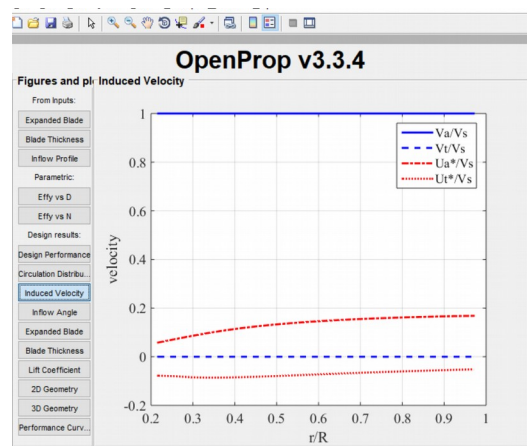 OpenProp v3.3.4
Figures and pl
Induced Velocity
From Inputs:
Expanded Blade
Blade Thickness
Inflow Profile
Parametric:
Effy vs D
Effy vs N
Design results:
Design Performance
Circulation Distribu...
Induced Velocity
Inflow Angle
Expanded Blade
Blade Thickness
Lift Coefficient
2D Geometry
3D Geometry
Performance Curv...
Va/Vs
Vt/Vs
Ua*/Vs
Ut*/Vs
velocity
1
0.8
0.6
0.4
0.2
0
-0.2
0.2 0.3 0.4 0.5 0.6 0.7 0.8 0.9 1
r/R